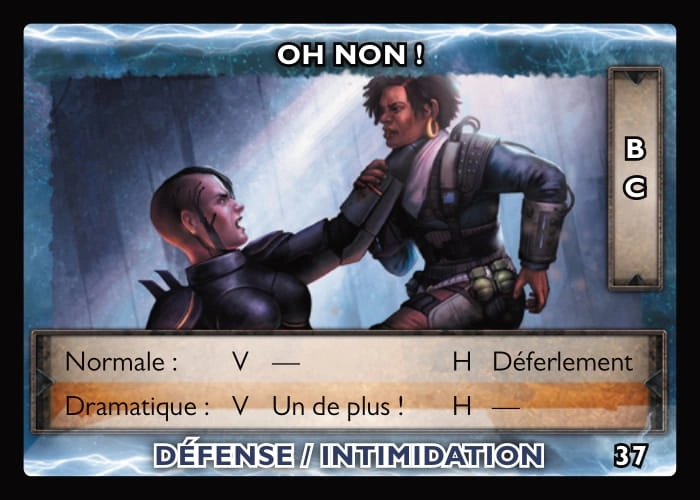 OH NON !
B
C
Normale : V — H Déferlement
Dramatique : V Un de plus ! H —
DÉFENSE / INTIMIDATION 37